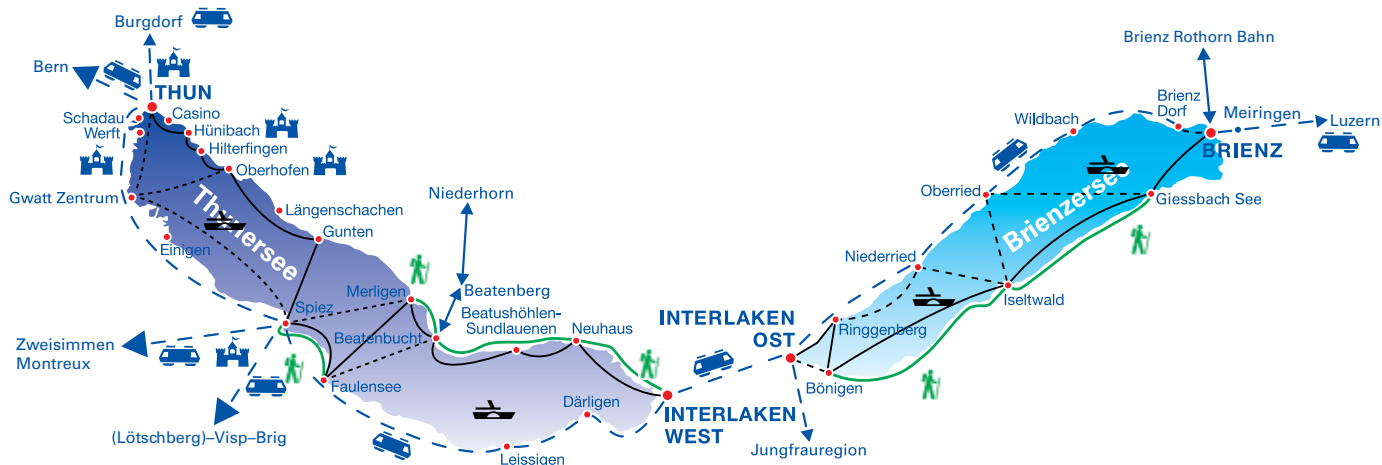 Burgdorf
Bern
THUN
Schadau
Werft
Casino
Hünibach
Hilterfingen
Oberhofen
Gwatt Zentrum
Längenschachen
Gunten
Einigen
Thunersee
Niederhorn
Merligen
Beatenberg
Spiez
Beatenbucht
Beatushöhlen-
Sundlauenen
Neuhaus
Zweisimmen
Montreux
Faulensee
(Lötschberg)–Visp–Brig
Därligen
Leissigen
INTERLAKEN
WEST
INTERLAKEN
OST
Jungfrauregion
Ringgenberg
Bönigen
Niederried
Iseltwald
Oberried
Brienzersee
Giessbach See
Wildbach
Brienz
Dorf
Brienz Rothorn Bahn
BRIENZ
Meiringen
Luzern